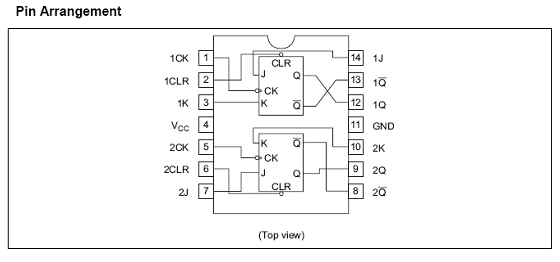 Pin Arrangement
1CK 1 14 1J
CLR
J Q
1CLR 2 13 1Q̅
CK
1K 3 K Q̅ 12 1Q
VCC 4 11 GND
2CK 5 K Q̅ 10 2K
CK
2CLR 6 J Q 9 2Q
CLR
2J 7 8 2Q̅
(Top view)